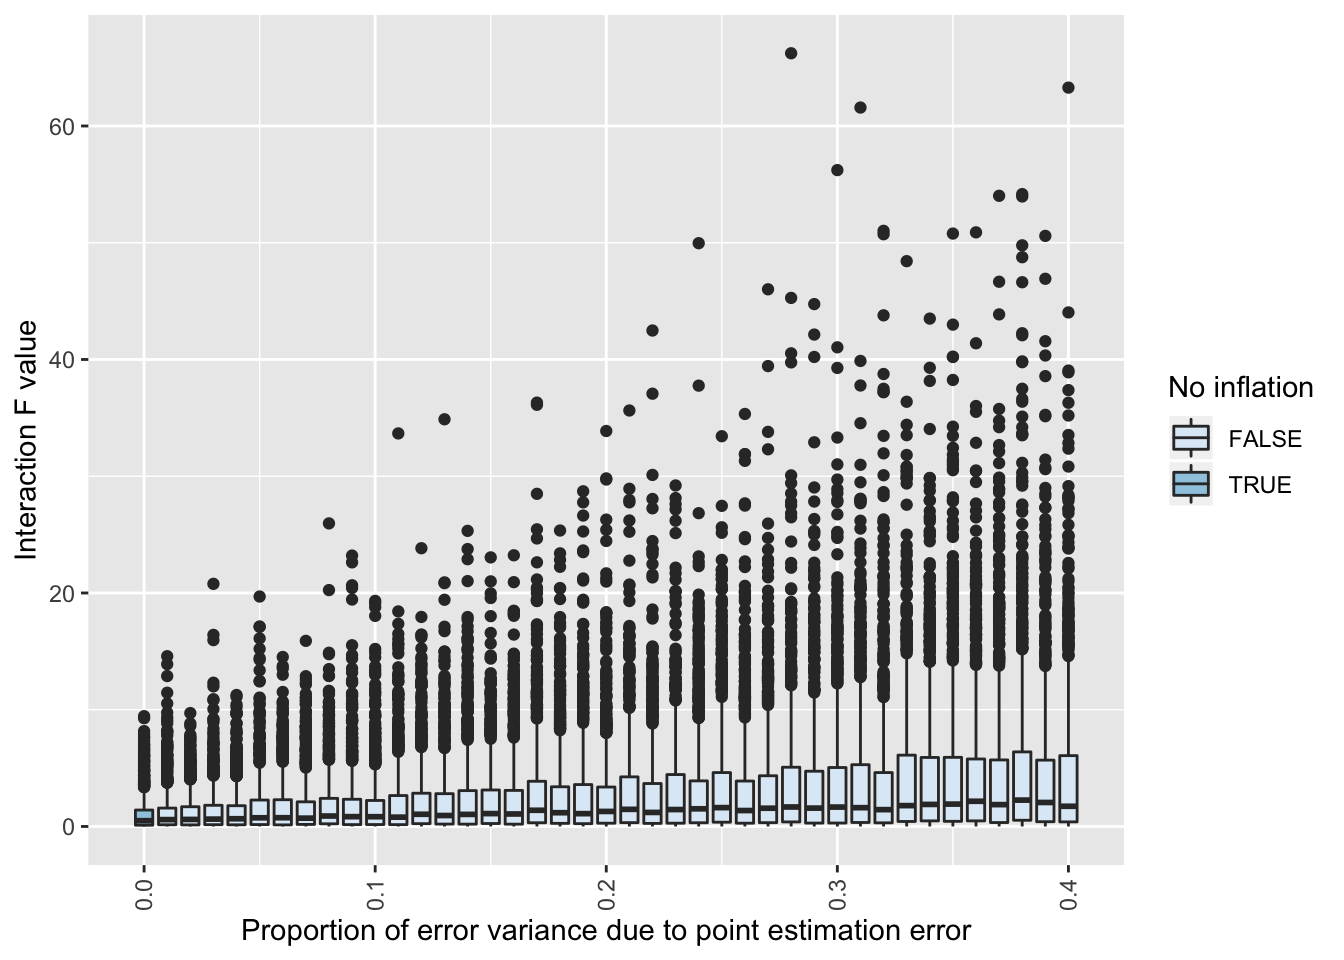 60
40
20
0
Interaction F value
0.0
0.1
0.2
0.3
0.4
Proportion of error variance due to point estimation error
No inflation
FALSE
TRUE